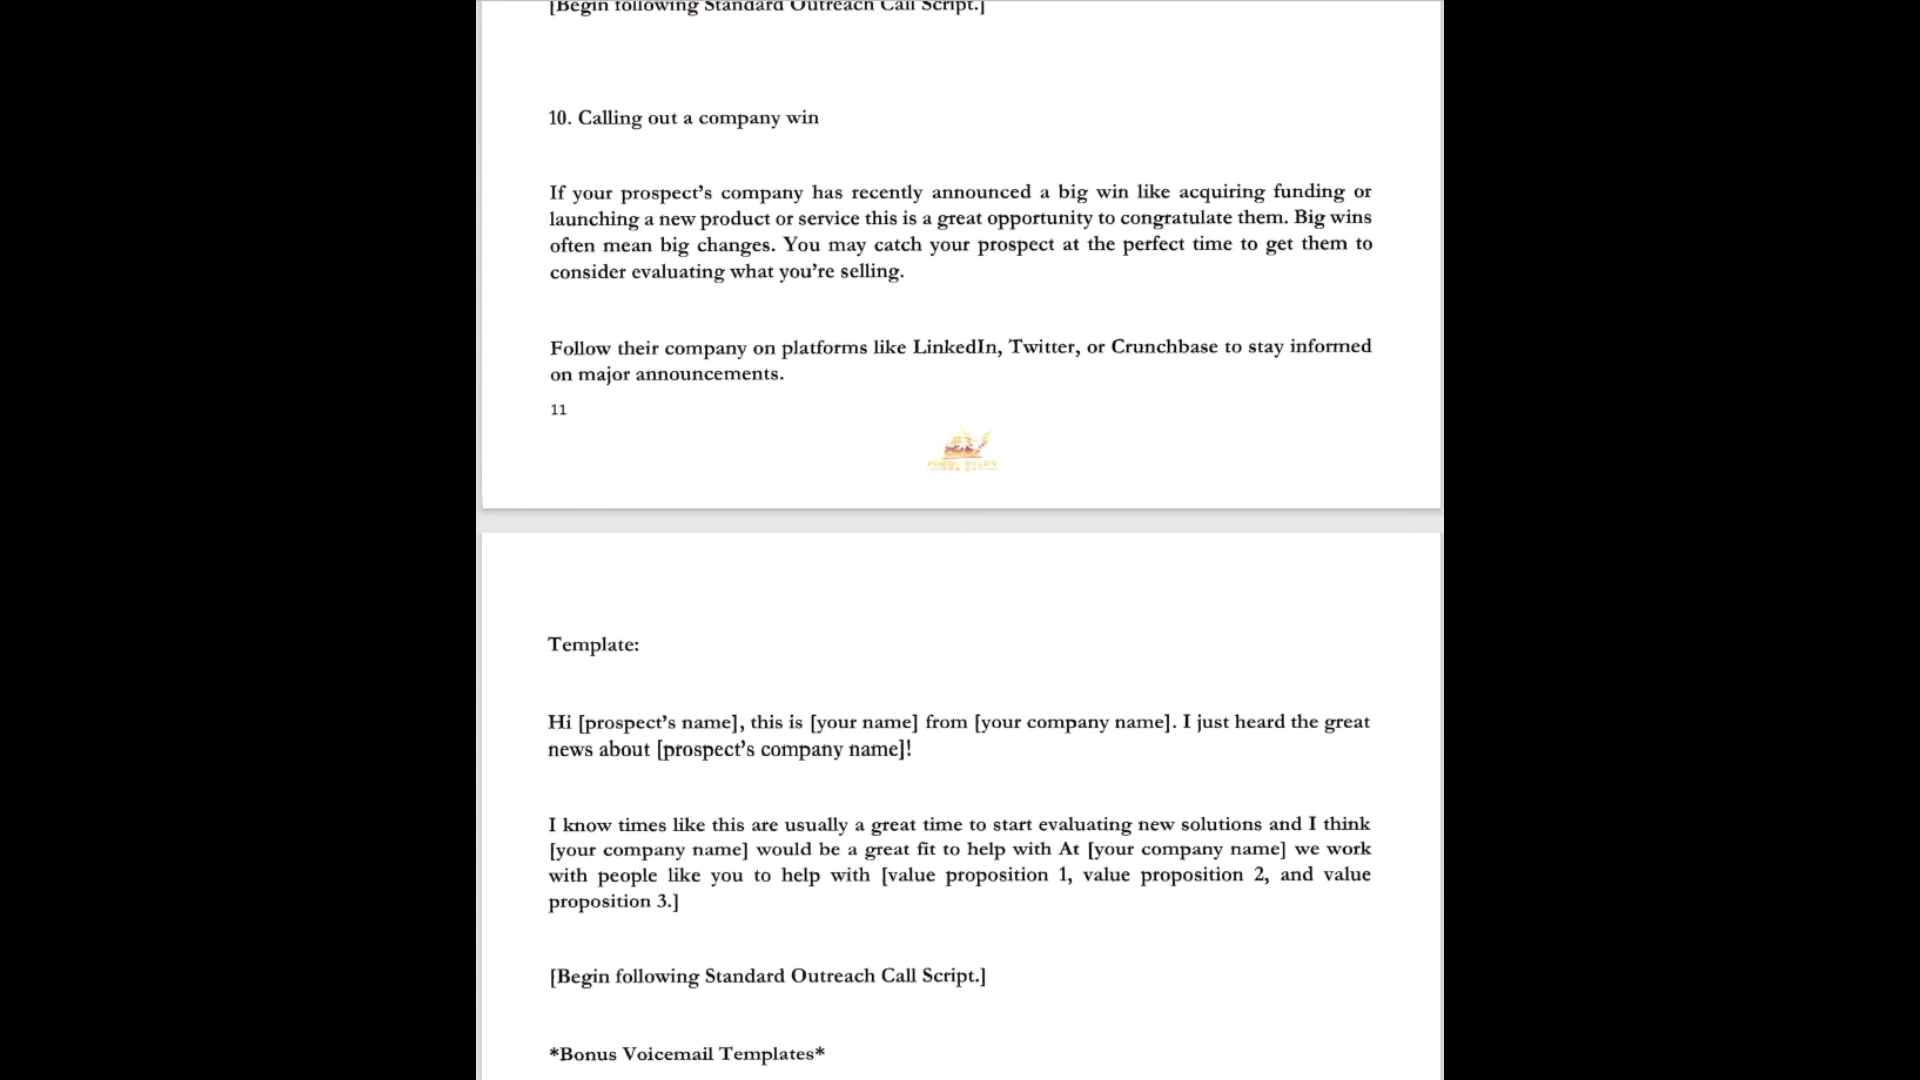 [Begin following Standard Outreach Call Script.]
10. Calling out a company win
If your prospect’s company has recently announced a big win like acquiring funding or
launching a new product or service this is a great opportunity to congratulate them. Big wins
often mean big changes. You may catch your prospect at the perfect time to get them to
consider evaluating what you’re selling.
Follow their company on platforms like LinkedIn, Twitter, or Crunchbase to stay informed
on major announcements.
11
Template:
Hi [prospect’s name], this is [your name] from [your company name]. I just heard the great
news about [prospect’s company name]!
I know times like this are usually a great time to start evaluating new solutions and I think
[your company name] would be a great fit to help with At [your company name] we work
with people like you to help with [value proposition 1, value proposition 2, and value
proposition 3.]
[Begin following Standard Outreach Call Script.]
*Bonus Voicemail Templates*